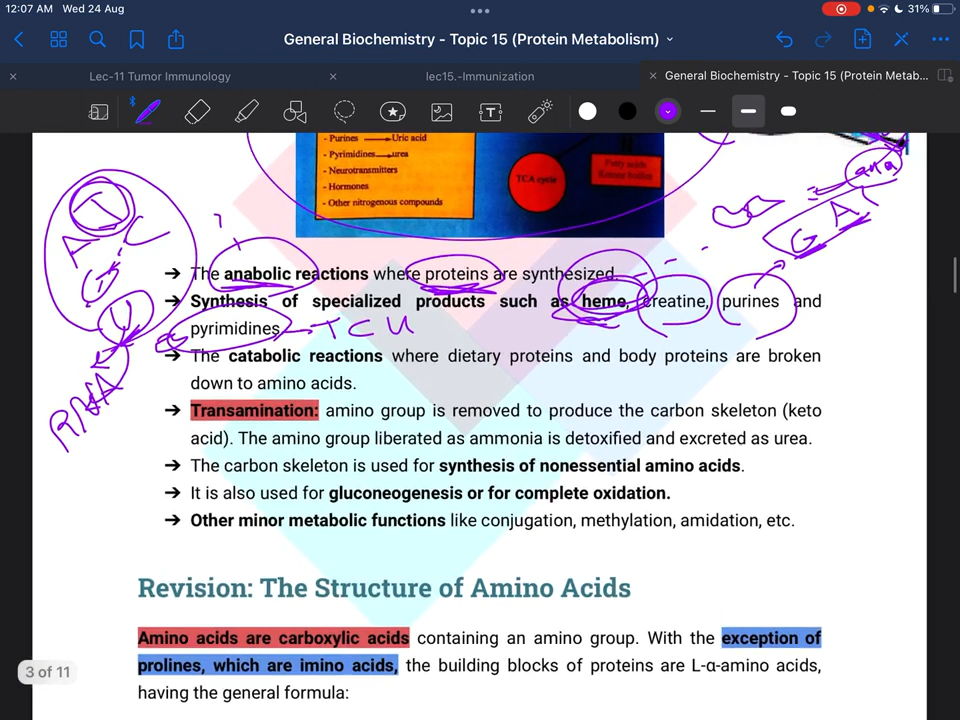 12:07 AM Wed 24 Aug
31%
General Biochemistry - Topic 15 (Protein Metabolism)
Lec-11 Tumor Immunology
lec15.-Immunization
General Biochemistry - Topic 15 (Protein Metab...
- Purines → Uric acid
- Pyrimidines → urea
- Neurotransmitters
- Hormones
- Other nitrogenous compounds
TCA cycle
Fatty acids
Ketone bodies
➔ The anabolic reactions where proteins are synthesized.
➔ Synthesis of specialized products such as heme, creatine, purines and
pyrimidines. T C U
➔ The catabolic reactions where dietary proteins and body proteins are broken
down to amino acids.
➔ Transamination: amino group is removed to produce the carbon skeleton (keto
acid). The amino group liberated as ammonia is detoxified and excreted as urea.
➔ The carbon skeleton is used for synthesis of nonessential amino acids.
➔ It is also used for gluconeogenesis or for complete oxidation.
➔ Other minor metabolic functions like conjugation, methylation, amidation, etc.
RNA
G A
Revision: The Structure of Amino Acids
Amino acids are carboxylic acids containing an amino group. With the exception of
prolines, which are imino acids, the building blocks of proteins are L-α-amino acids,
having the general formula:
3 of 11